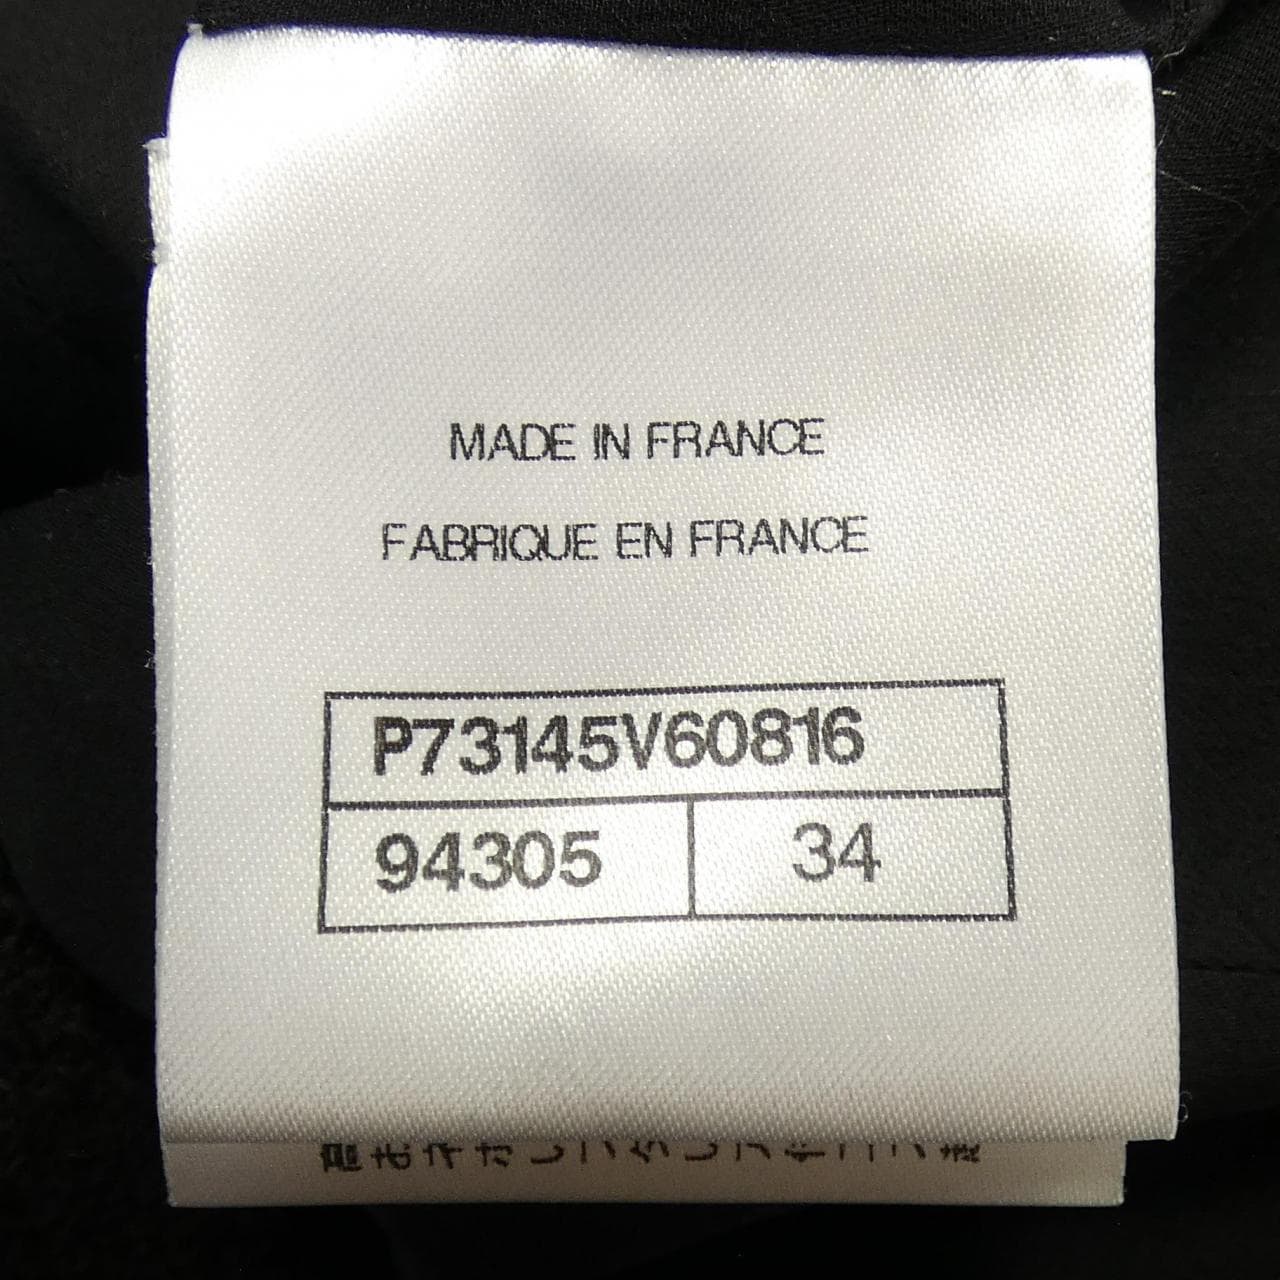 MADE IN FRANCE
FABRIQUE EN FRANCE
P73145V60816
94305 34